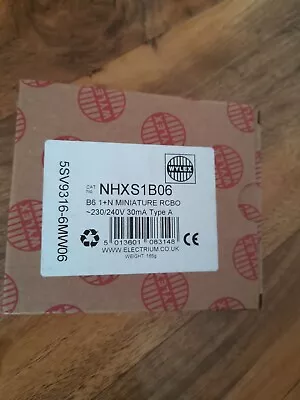 5SV9316-6MW06
CAT NO.
NHXS1B06
B6 1+N MINIATURE RCBO
~230/240V 30mA Type A
5 013601 083148
WWW.ELECTRIUM.CO.UK
WEIGHT: 165g
WYLEX